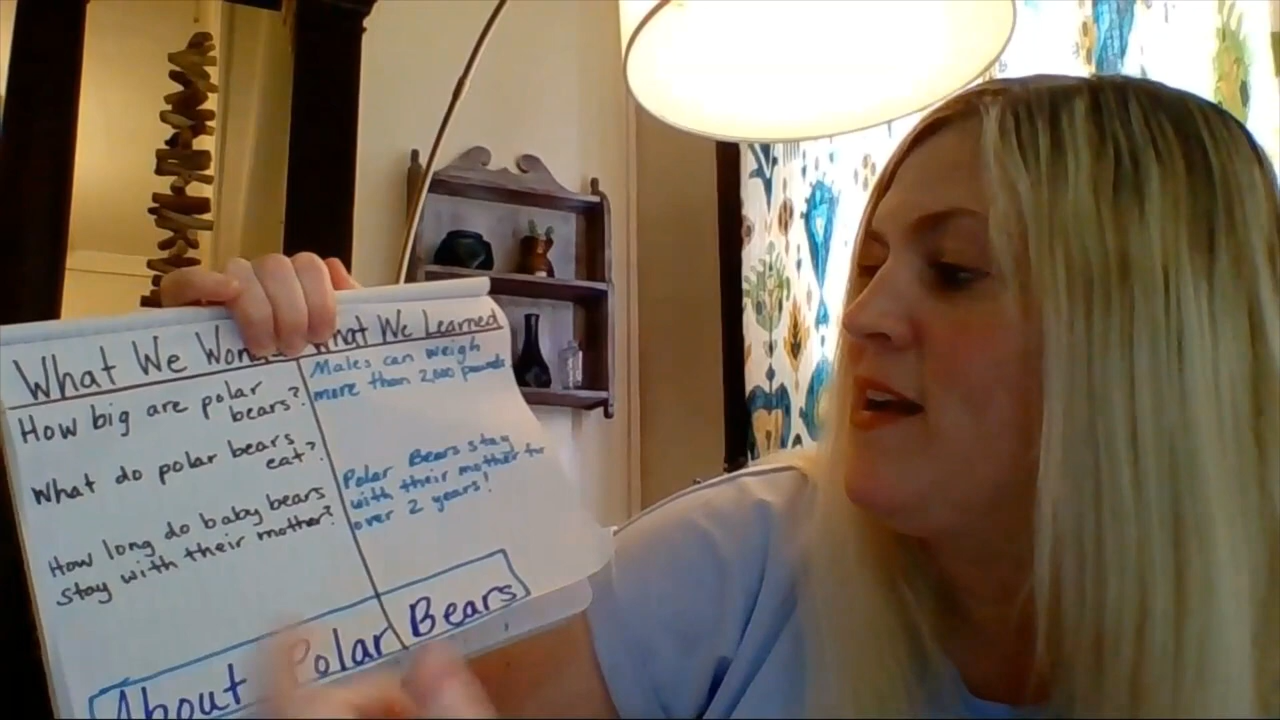 What We
What We Learned
How big are polar
bears?
What do polar bears
eat?
How long do baby bears
stay with their mother?
Males can weigh
more than 2,000 pounds
Polar Bears stay
with their mother for
over 2 years!
About Polar Bears